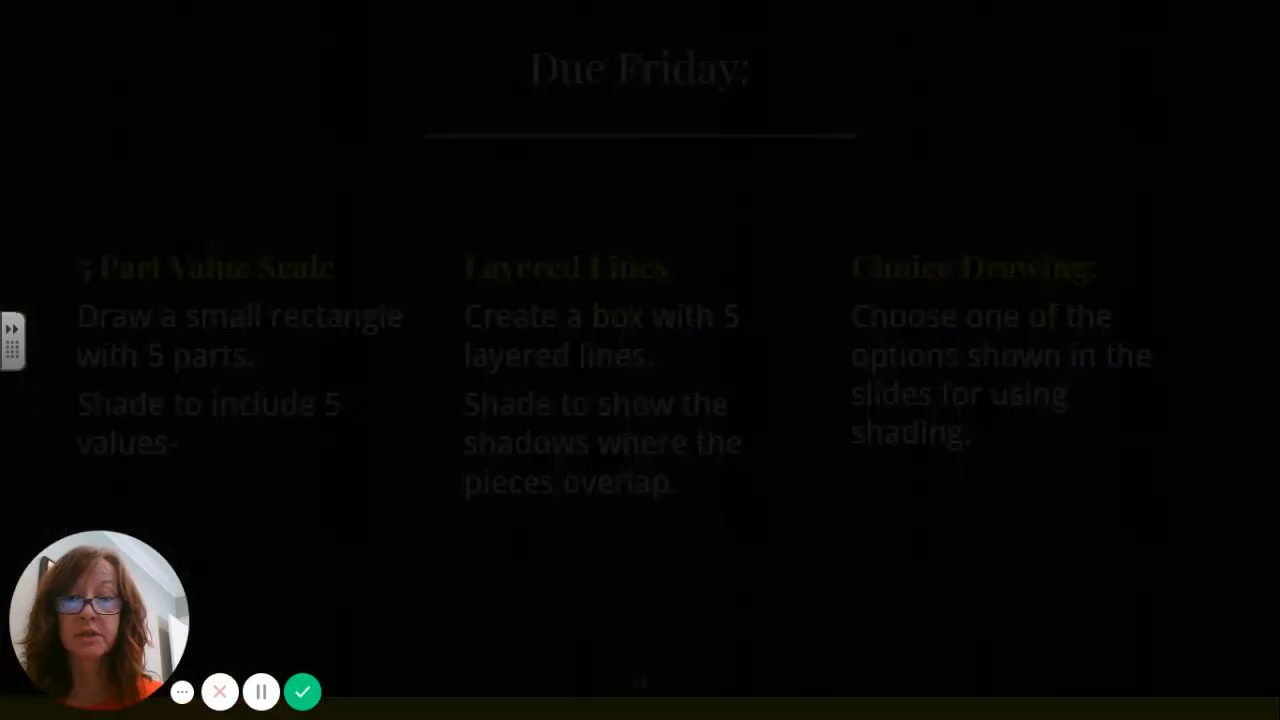 Due Friday:
5 Part Value Scale
Draw a small rectangle
with 5 parts.
Shade to include 5
values-
Layered Lines
Create a box with 5
layered lines.
Shade to show the
shadows where the
pieces overlap.
Choice Drawing:
Choose one of the
options shown in the
slides for using
shading.